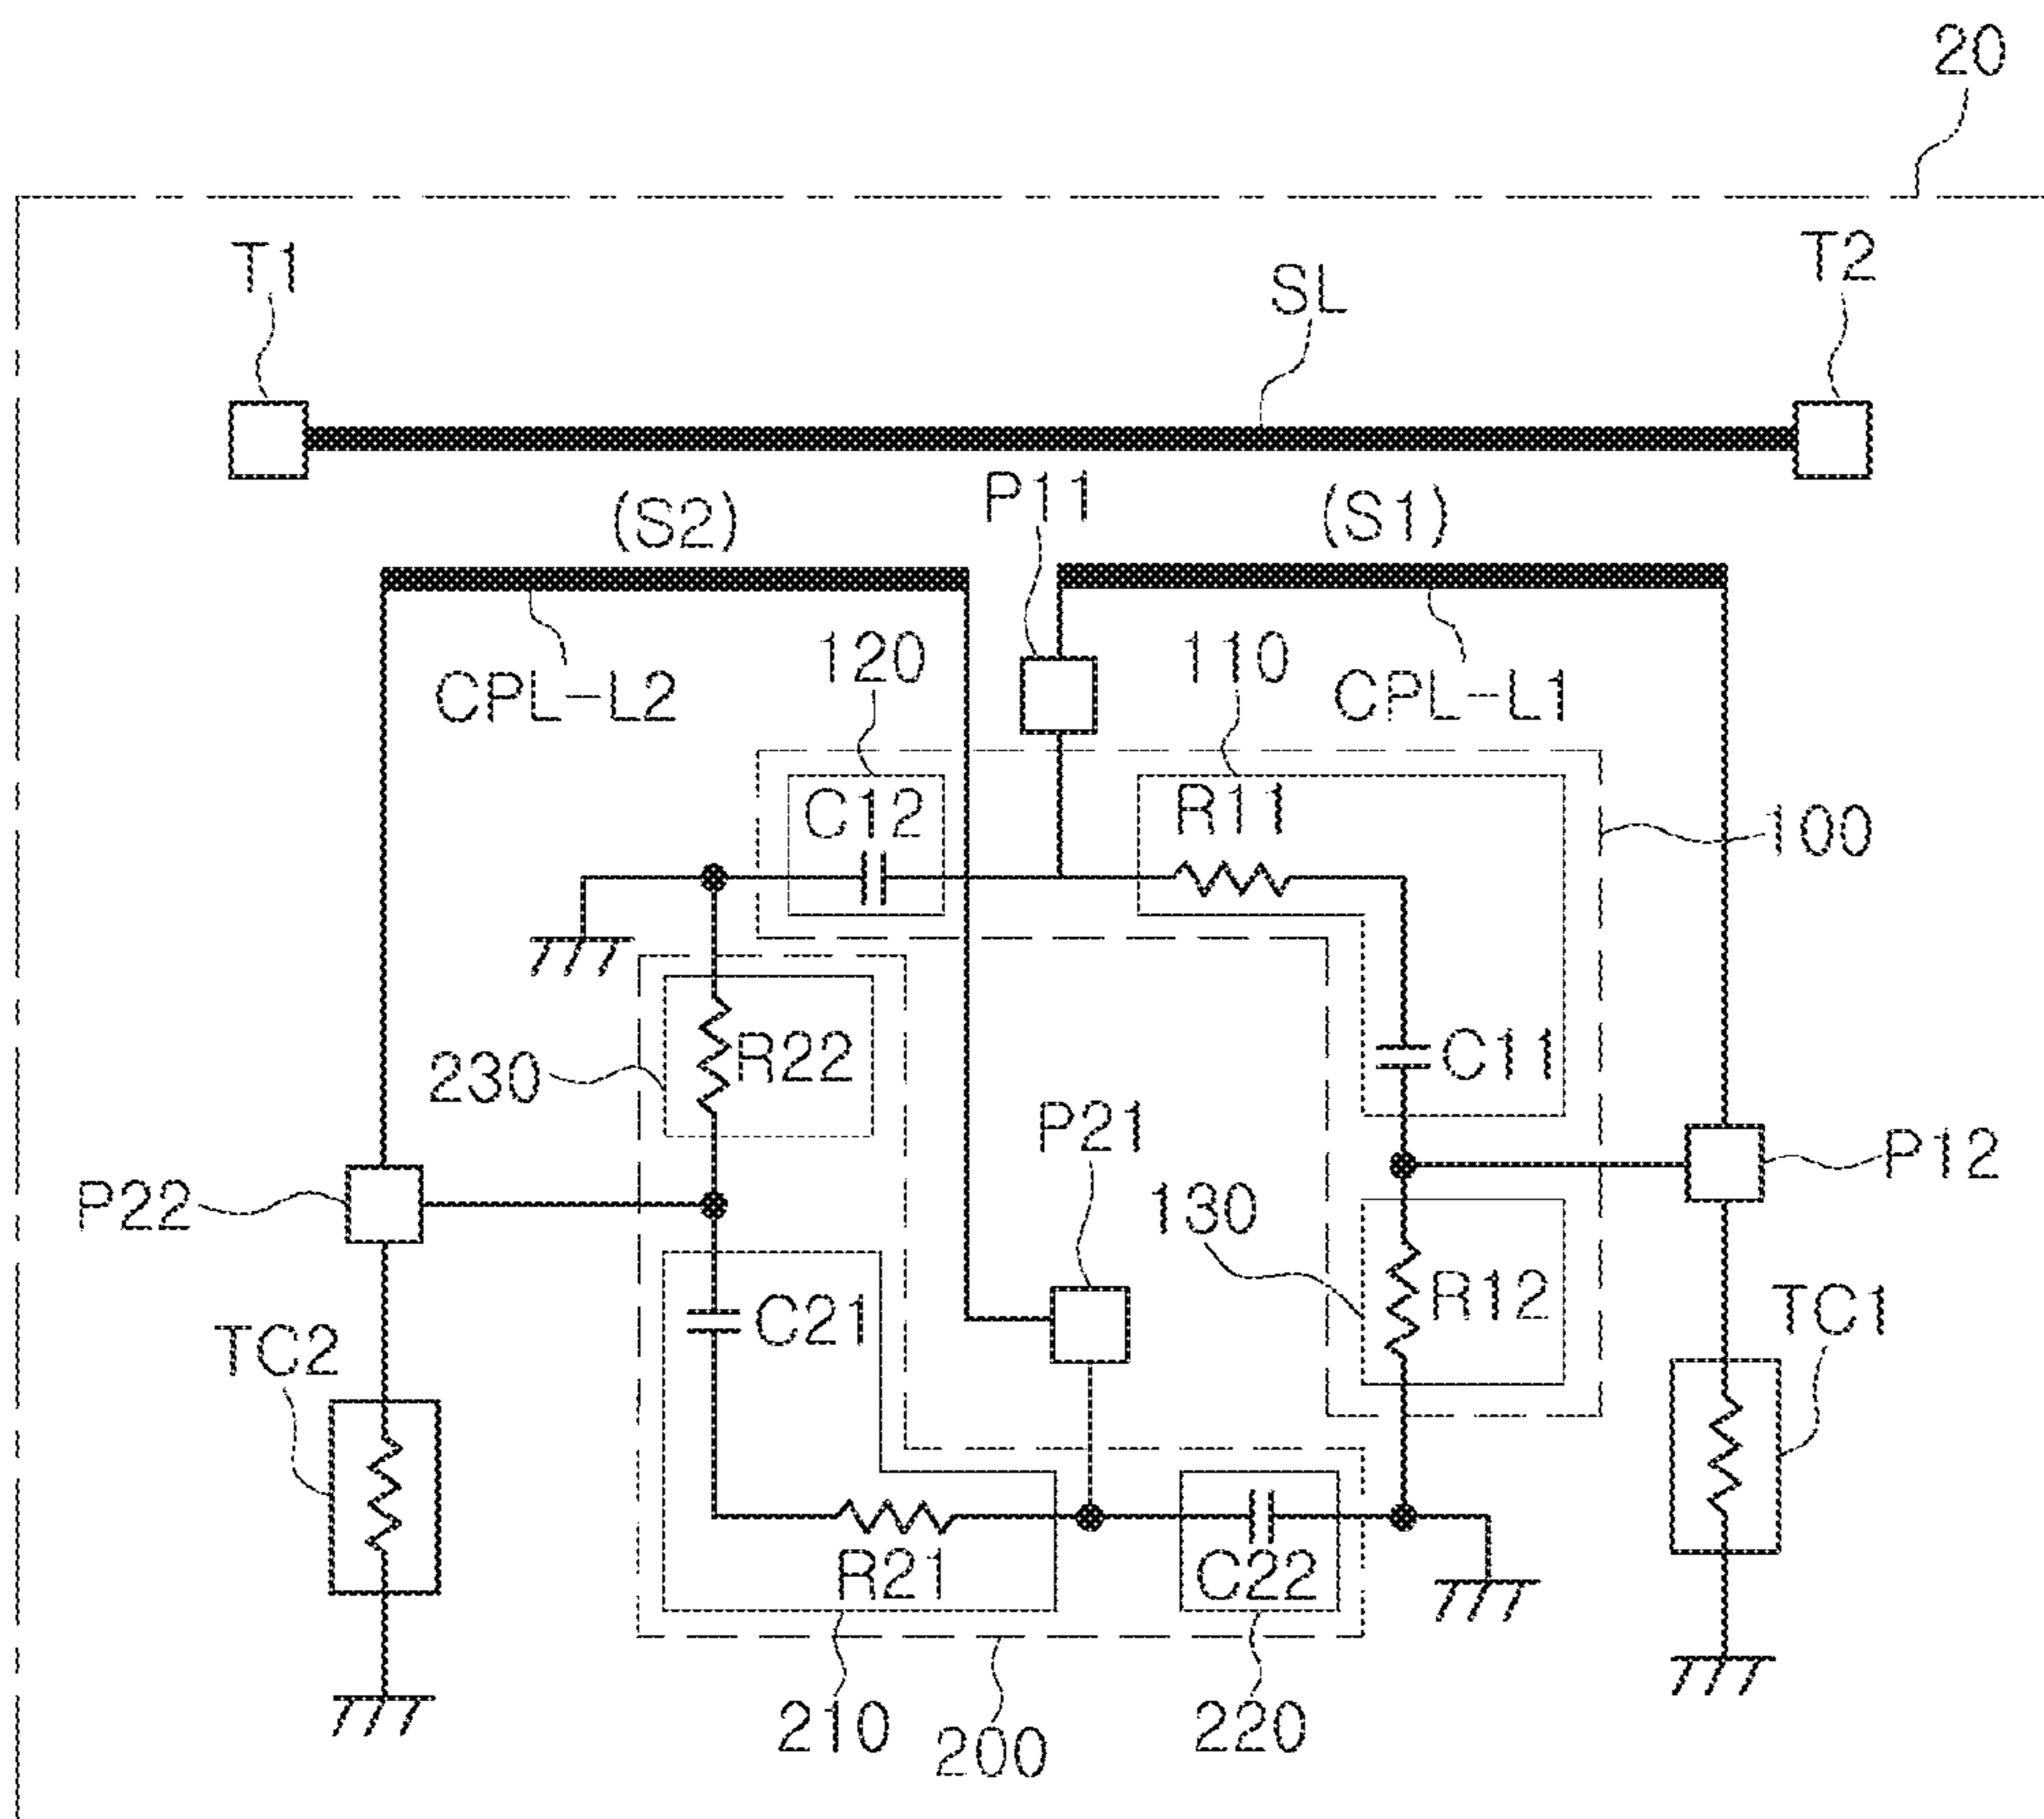 20
T1
T2
SL
P11
(S2)
(S1)
120
110
CPL-L2
CPL-L1
C12
R11
100
R22
C11
230
P21
P12
P22
130
R12
C21
TC1
TC2
R21
C22
210
220
200